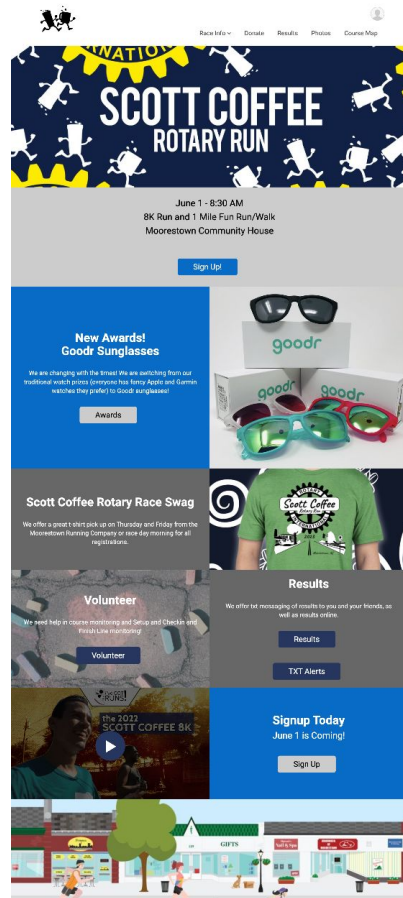 Race Info
Donate
Results
Photos
Course Map
SCOTT COFFEE
ROTARY RUN
June 1 - 8:30 AM
8K Run and 1 Mile Fun Run/Walk
Moorestown Community House
Sign Up!
New Awards!
Goodr Sunglasses
We are changing with the times! We are switching from our
traditional watch prizes (everyone has fancy Apple and Garmin
watches they prefer) to Goodr sunglasses!
Awards
goodr
goodr
goodr
Scott Coffee Rotary Race Swag
We offer a great t-shirt pick up on Thursday and Friday from the
Moorestown Running Company or race day morning for all
registrations.
ROTARY
Scott Coffee
INTERNATIONAL
Volunteer
We need help in course monitoring and Setup and Checkin and
Finish Line monitoring!
Volunteer
Results
We offer txt messaging of results to you and your friends, as
well as results online.
Results
TXT Alerts
RUNS!
the 2022
SCOTT COFFEE 8K
Signup Today
June 1 is Coming!
Sign Up
GIFTS